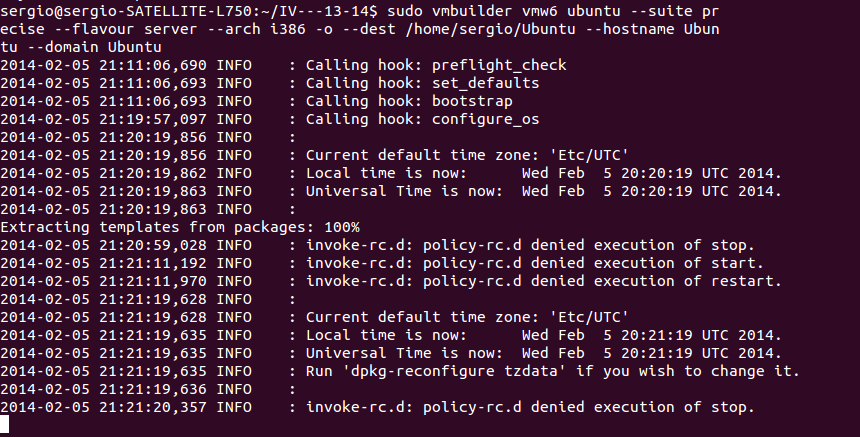 sergio@sergio-SATELLITE-L750:~/IV---13-14$ sudo vmbuilder vmw6 ubuntu --suite pr
ecise --flavour server --arch i386 -o --dest /home/sergio/Ubuntu --hostname Ubun
tu --domain Ubuntu
2014-02-05 21:11:06,690 INFO    : Calling hook: preflight_check
2014-02-05 21:11:06,693 INFO    : Calling hook: set_defaults
2014-02-05 21:11:06,693 INFO    : Calling hook: bootstrap
2014-02-05 21:19:57,097 INFO    : Calling hook: configure_os
2014-02-05 21:20:19,856 INFO    :
2014-02-05 21:20:19,856 INFO    : Current default time zone: 'Etc/UTC'
2014-02-05 21:20:19,862 INFO    : Local time is now:      Wed Feb  5 20:20:19 UTC 2014.
2014-02-05 21:20:19,863 INFO    : Universal Time is now:  Wed Feb  5 20:20:19 UTC 2014.
2014-02-05 21:20:19,863 INFO    :
Extracting templates from packages: 100%
2014-02-05 21:20:59,028 INFO    : invoke-rc.d: policy-rc.d denied execution of stop.
2014-02-05 21:21:11,192 INFO    : invoke-rc.d: policy-rc.d denied execution of start.
2014-02-05 21:21:11,970 INFO    : invoke-rc.d: policy-rc.d denied execution of restart.
2014-02-05 21:21:19,628 INFO    :
2014-02-05 21:21:19,628 INFO    : Current default time zone: 'Etc/UTC'
2014-02-05 21:21:19,635 INFO    : Local time is now:      Wed Feb  5 20:21:19 UTC 2014.
2014-02-05 21:21:19,635 INFO    : Universal Time is now:  Wed Feb  5 20:21:19 UTC 2014.
2014-02-05 21:21:19,635 INFO    : Run 'dpkg-reconfigure tzdata' if you wish to change it.
2014-02-05 21:21:19,636 INFO    :
2014-02-05 21:21:20,357 INFO    : invoke-rc.d: policy-rc.d denied execution of stop.